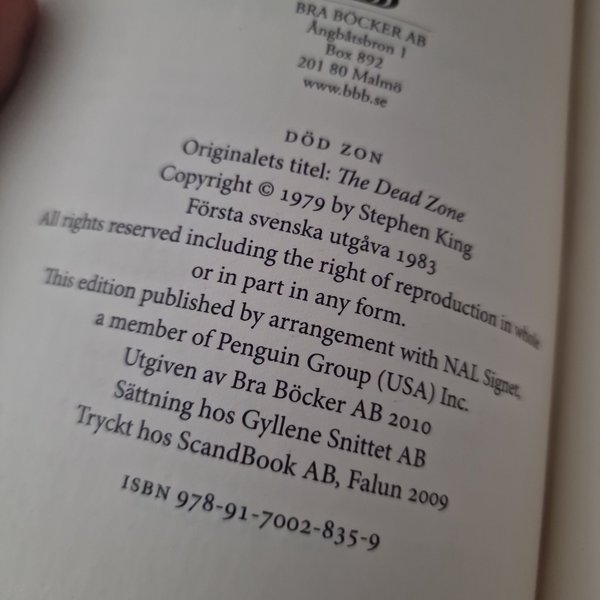 BRA BÖCKER AB
Ångbåtsbron 1
Box 892
201 80 Malmö
www.bbb.se
DÖD ZON
Originalets titel: The Dead Zone
Copyright © 1979 by Stephen King
Första svenska utgåva 1983
All rights reserved including the right of reproduction in whole
or in part in any form.
This edition published by arrangement with NAL Signet,
a member of Penguin Group (USA) Inc.
Utgiven av Bra Böcker AB 2010
Sättning hos Gyllene Snittet AB
Tryckt hos ScandBook AB, Falun 2009
ISBN 978-91-7002-835-9